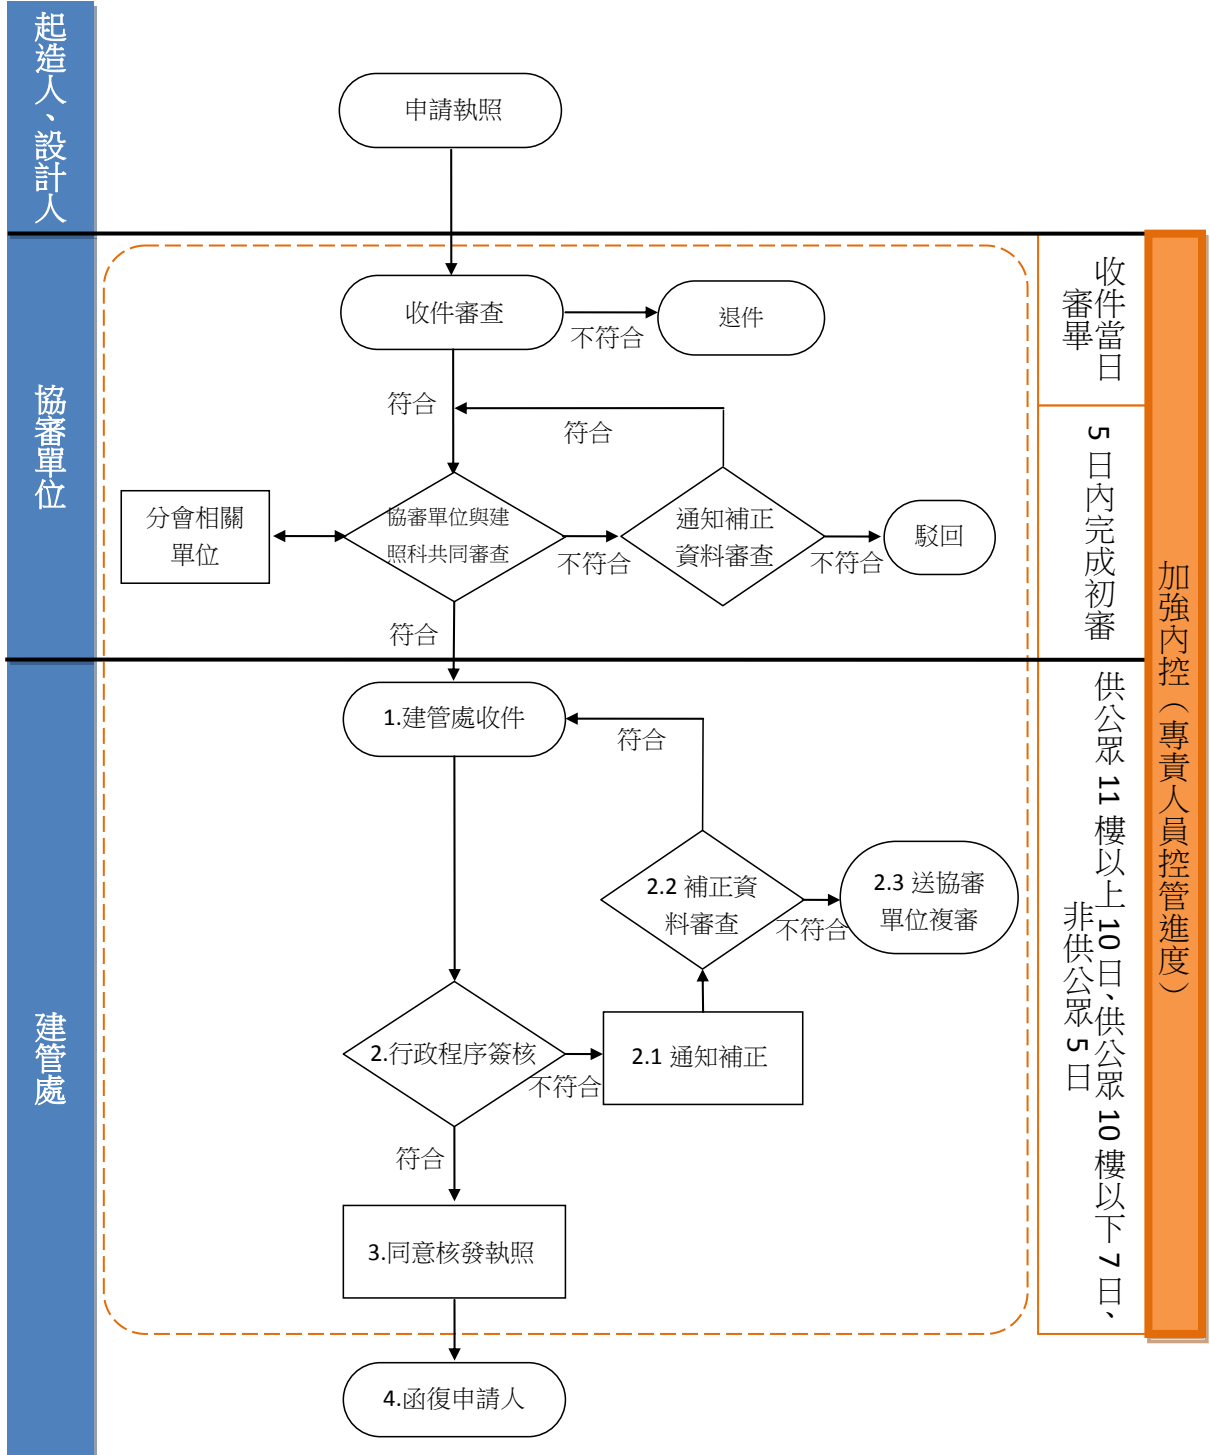 起造人、設計人
申請執照
協審單位
收件審查
不符合
退件
符合
符合
分會相關
單位
協審單位與建
照科共同審查
不符合
通知補正
資料審查
不符合
駁回
符合
收件當日
審畢
5日內完成初審
建管處
1.建管處收件
符合
2.2 補正資
料審查
不符合
2.3 送協審
單位複審
2.行政程序簽核
不符合
2.1 通知補正
符合
3.同意核發執照
4.函復申請人
供公眾 11 樓以上 10 日、供公眾 10 樓以下 7 日、
非供公眾 5 日
加強內控（專責人員控管進度）